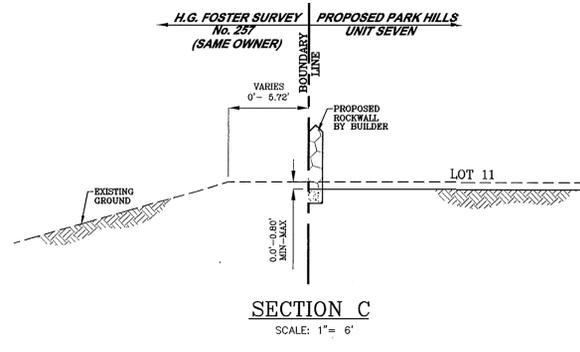 H.G. FOSTER SURVEY
No. 257
(SAME OWNER)
PROPOSED PARK HILLS
UNIT SEVEN
BOUNDARY
LINE
VARIES
0'- 5.72'
PROPOSED
ROCKWALL
BY BUILDER
LOT 11
EXISTING
GROUND
0.0'-0.80'
MIN-MAX
SECTION C
SCALE: 1"= 6'